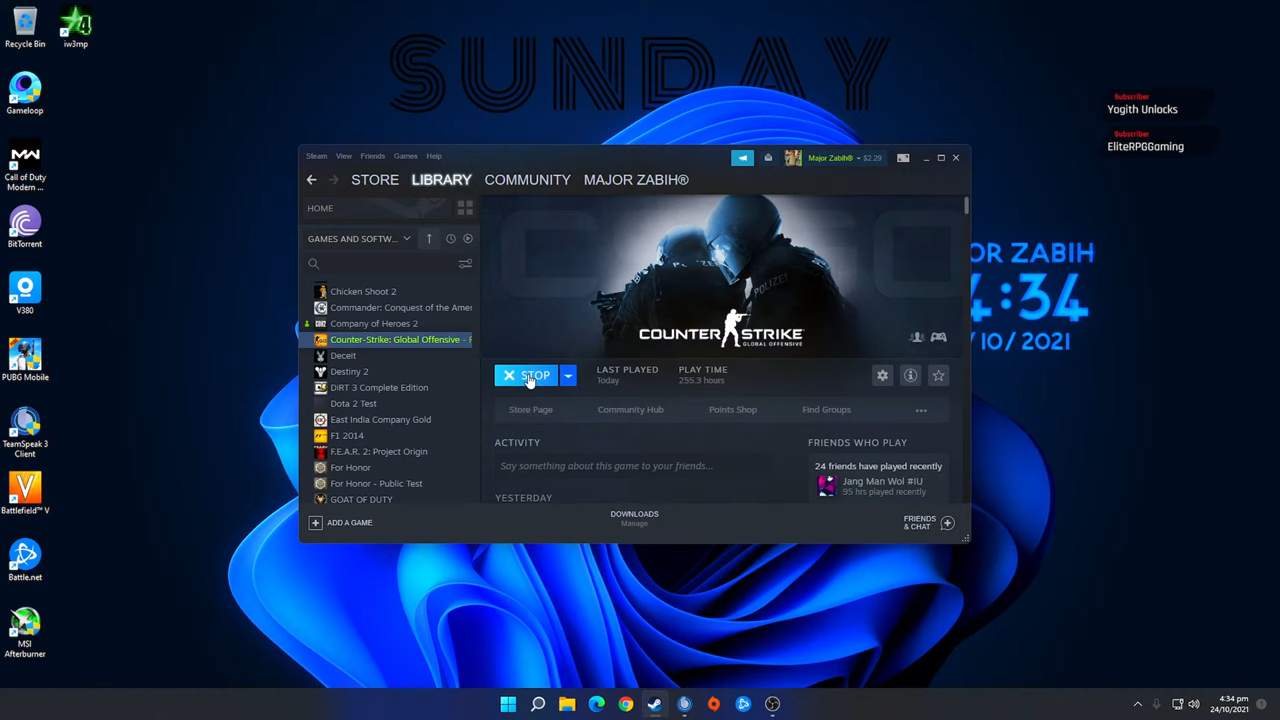 SUNDAY
Recycle Bin
iw3mp
Gameloop
Call of Duty
Modern ...
BitTorrent
V380
PUBG Mobile
TeamSpeak 3
Client
Battlefield™ V
Battle.net
MSI
Afterburner
Subscriber
Yogith Unlocks
Subscriber
EliteRPGGaming
OR ZABIH
4:34
/ 10 / 2021
Steam View Friends Games Help
Major Zabih® $2.29
STORE LIBRARY COMMUNITY MAJOR ZABIH®
HOME
GAMES AND SOFTW...
Chicken Shoot 2
Commander: Conquest of the Amer
Company of Heroes 2
Counter-Strike: Global Offensive - R
Deceit
Destiny 2
DiRT 3 Complete Edition
Dota 2 Test
East India Company Gold
F1 2014
F.E.A.R. 2: Project Origin
For Honor
For Honor - Public Test
GOAT OF DUTY
POLIZEI
COUNTER STRIKE
GLOBAL OFFENSIVE
STOP
LAST PLAYED
Today
PLAY TIME
255.3 hours
Store Page Community Hub Points Shop Find Groups ...
ACTIVITY
Say something about this game to your friends...
YESTERDAY
FRIENDS WHO PLAY
24 friends have played recently
Jang Man Wol #IU
95 hrs played recently
ADD A GAME
DOWNLOADS
Manage
FRIENDS
& CHAT
4:34 pm
24/10/2021